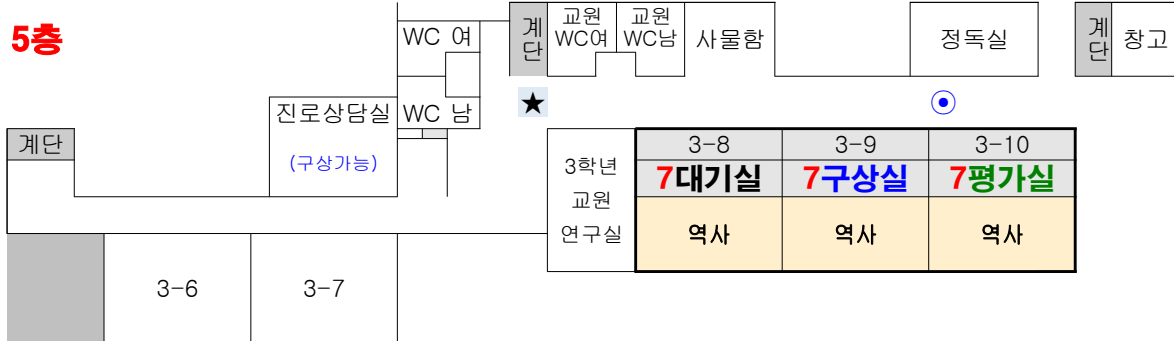 5층
WC 여
계단
교원
WC여
교원
WC남
사물함
정독실
계단
창고
진로상담실
(구상가능)
WC 남
★
계단
3학년
교원
연구실
3-8
3-9
3-10
7대기실
7구상실
7평가실
역사
역사
역사
3-6
3-7